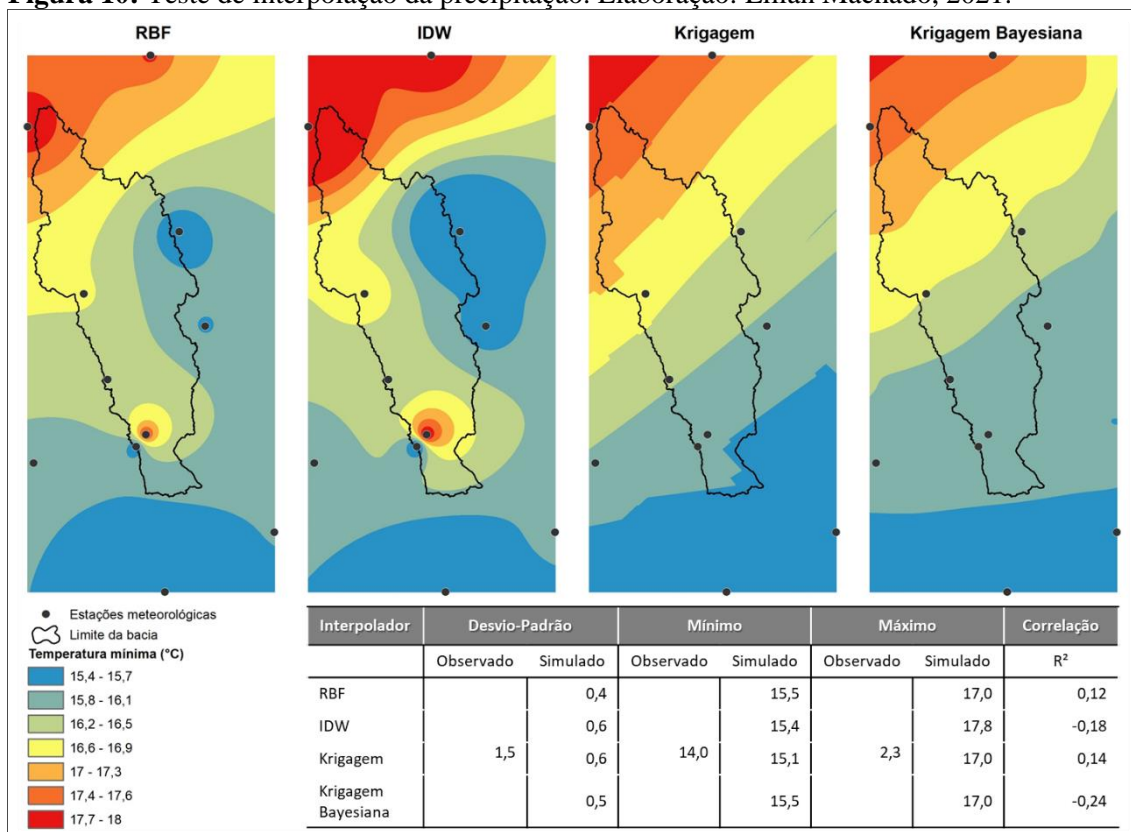 Figura 10. Teste de interpolação da precipitação. Elaboração: Lilian Machado, 2021.
RBF IDW Krigagem Krigagem Bayesiana
Estações meteorológicas
Limite da bacia
Temperatura mínima (°C)
15,4 - 15,7
15,8 - 16,1
16,2 - 16,5
16,6 - 16,9
17 - 17,3
17,4 - 17,6
17,7 - 18
Interpolador Desvio-Padrão Mínimo Máximo Correlação
Observado Simulado Observado Simulado Observado Simulado R²
RBF 0,4 15,5 17,0 0,12
IDW 0,6 15,4 17,8 -0,18
Krigagem 1,5 0,6 14,0 15,1 2,3 17,0 0,14
Krigagem
Bayesiana 0,5 15,5 17,0 -0,24